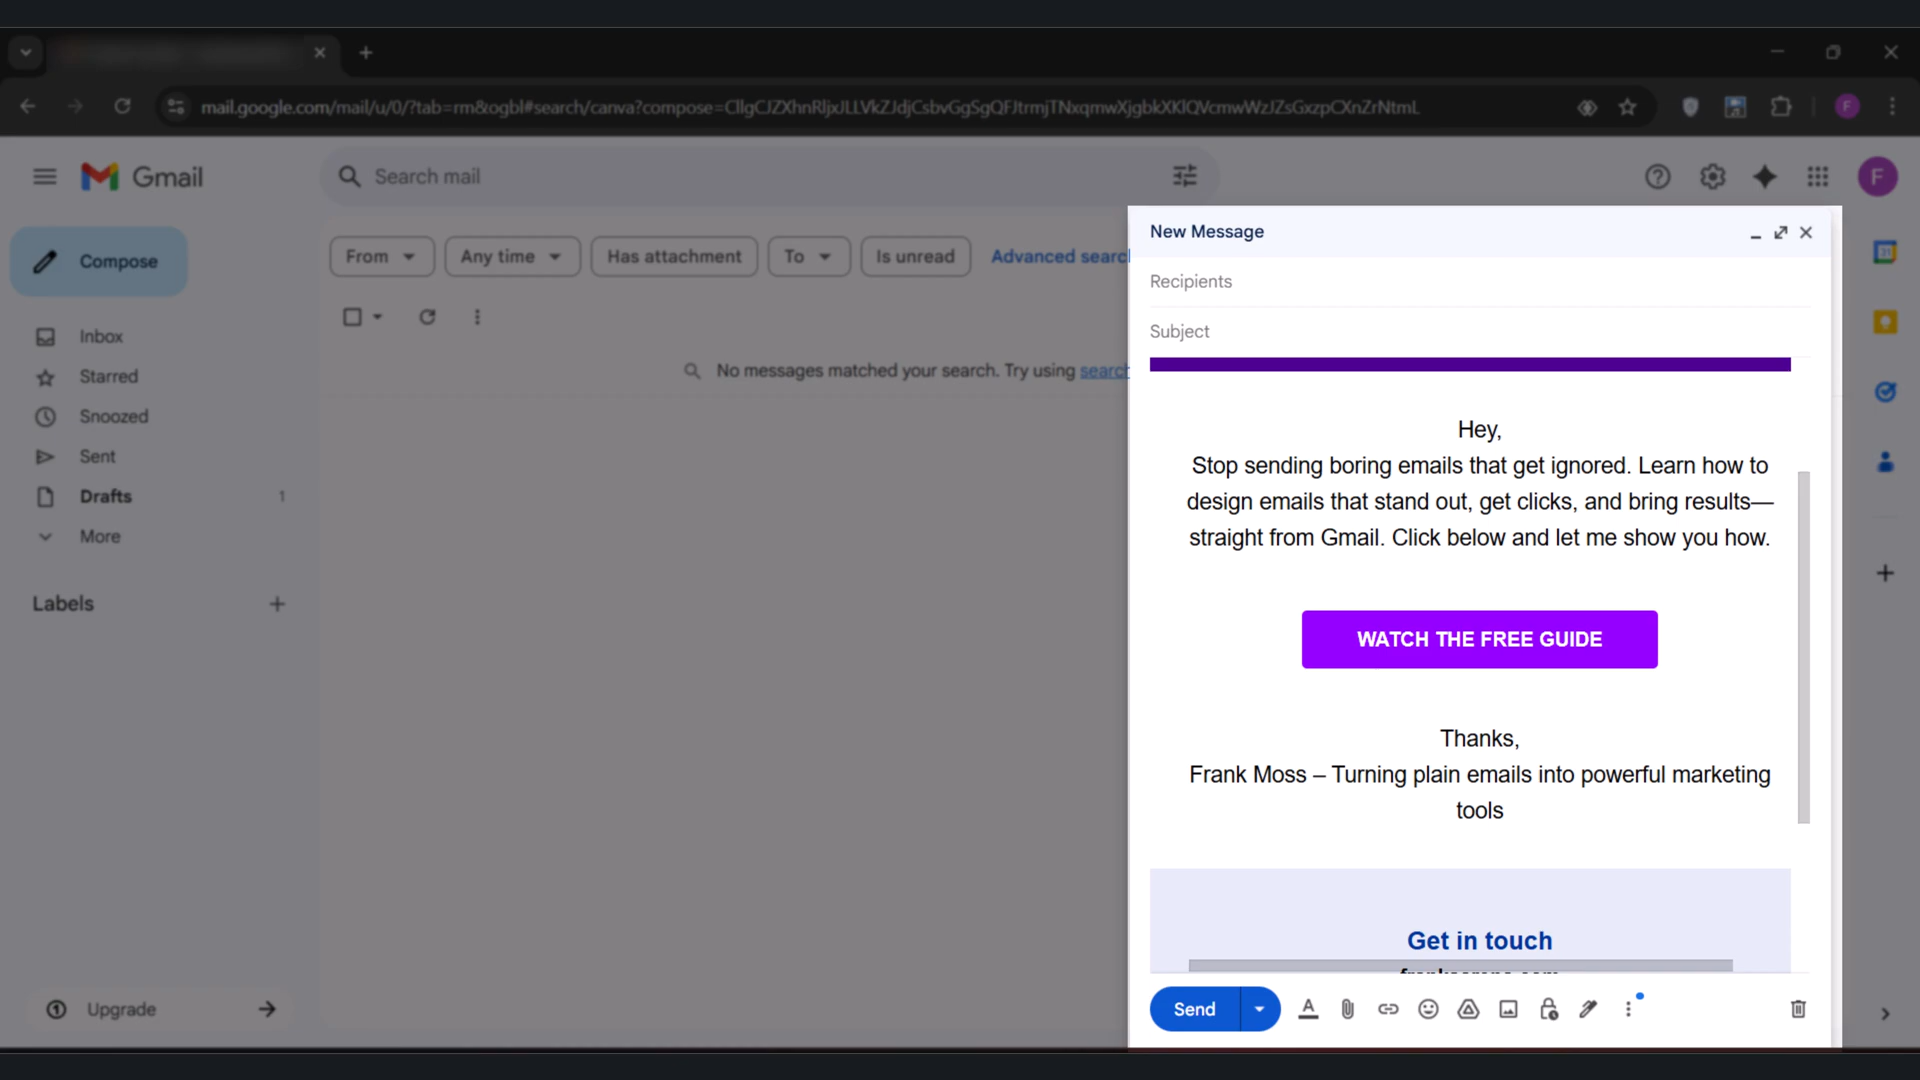 mail.google.com/mail/u/0/?tab=rm&ogbl#search/canva?compose=
F
Gmail
Search mail
F
Compose
From
Any time
Has attachment
To
Is unread
Advanced search
Inbox
Starred
Snoozed
Sent
Drafts 1
More
Labels
No messages matched your search. Try using search
Upgrade
New Message
Recipients
Subject
Hey,
Stop sending boring emails that get ignored. Learn how to
design emails that stand out, get clicks, and bring results—
straight from Gmail. Click below and let me show you how.
WATCH THE FREE GUIDE
Thanks,
Frank Moss – Turning plain emails into powerful marketing
tools
Get in touch
Send
31